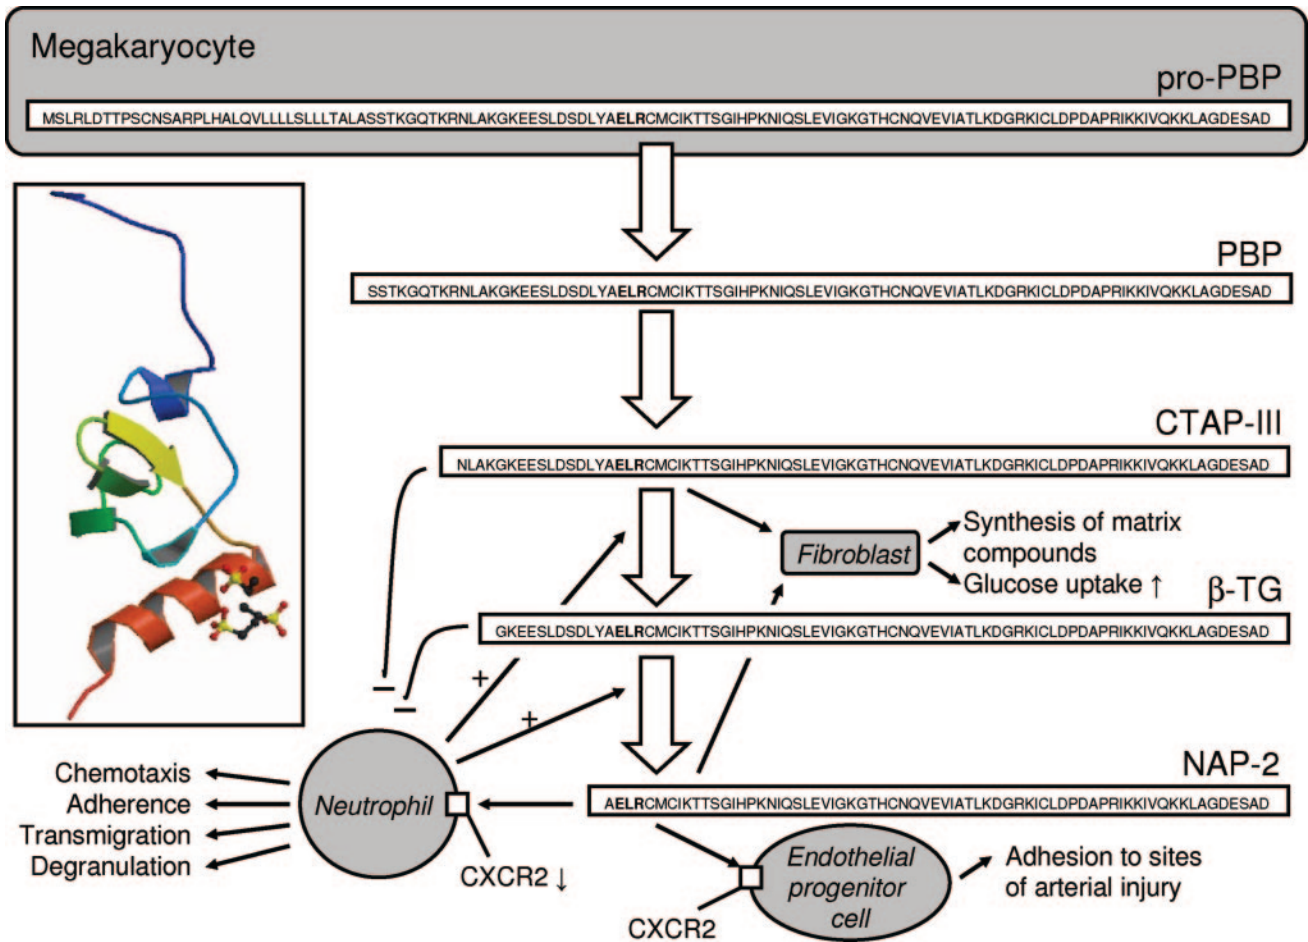 Megakaryocyte
pro-PBP
MSLRLDTTPSCNSARPLHALQVLLLLSLLLTALASSTKGQTKRNLAKGKEESLDSDLYAELRCMCIKTTSGIHPKNIQSLEVIGKGTHCNQVEVIATLKDGRKICLDPDAPRIKKIVQKKLAGDESAD
PBP
SSTKGQTKRNLAKGKEESLDSDLYAELRCMCIKTTSGIHPKNIQSLEVIGKGTHCNQVEVIATLKDGRKICLDPDAPRIKKIVQKKLAGDESAD
CTAP-III
NLAKGKEESLDSDLYAELRCMCIKTTSGIHPKNIQSLEVIGKGTHCNQVEVIATLKDGRKICLDPDAPRIKKIVQKKLAGDESAD
Fibroblast
Synthesis of matrix
compounds
Glucose uptake ↑
β-TG
GKEESLDSDLYAELRCMCIKTTSGIHPKNIQSLEVIGKGTHCNQVEVIATLKDGRKICLDPDAPRIKKIVQKKLAGDESAD
–
–
+
+
NAP-2
AELRCMCIKTTSGIHPKNIQSLEVIGKGTHCNQVEVIATLKDGRKICLDPDAPRIKKIVQKKLAGDESAD
Chemotaxis
Adherence
Transmigration
Degranulation
Neutrophil
CXCR2 ↓
Endothelial
progenitor
cell
CXCR2
Adhesion to sites
of arterial injury